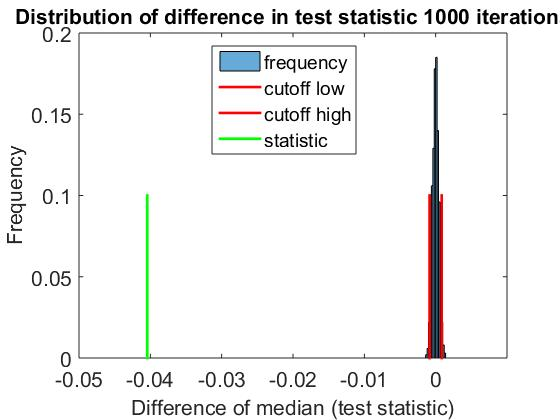 Distribution of difference in test statistic 1000 iteration
0.2
0.15
0.1
0.05
0
Frequency
frequency
cutoff low
cutoff high
statistic
-0.05 -0.04 -0.03 -0.02 -0.01 0
Difference of median (test statistic)